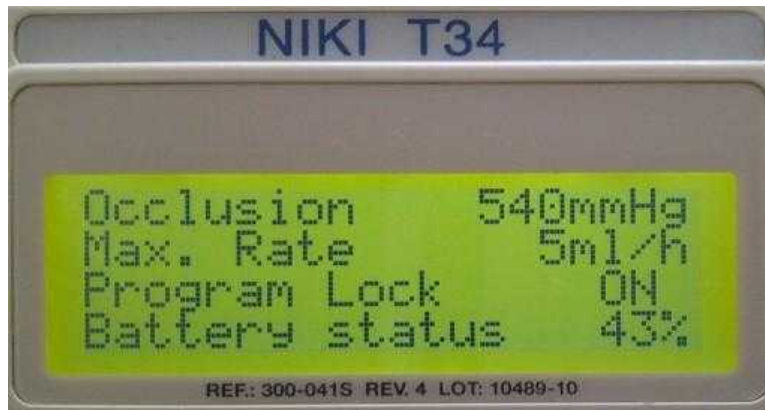 NIKI T34
Occlusion 540mmHg
Max. Rate 5ml/h
Program Lock ON
Battery status 43%
REF.: 300-041S REV. 4 LOT: 10489-10